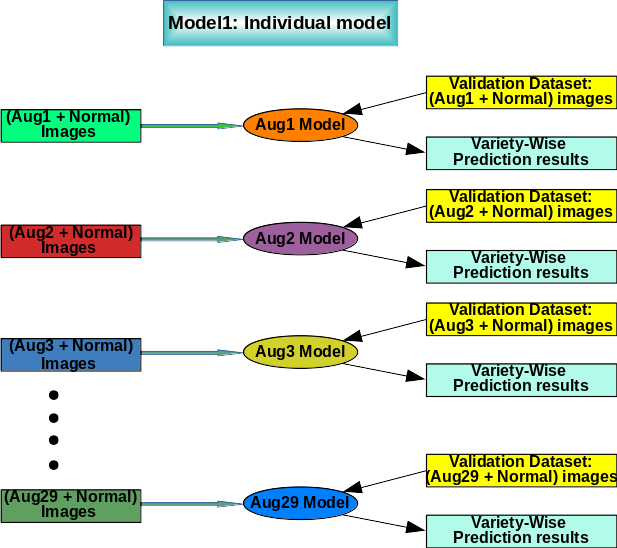 Model1: Individual model
Validation Dataset:
(Aug1 + Normal) images
(Aug1 + Normal)
Images
Aug1 Model
Variety-Wise
Prediction results
Validation Dataset:
(Aug2 + Normal) images
(Aug2 + Normal)
Images
Aug2 Model
Variety-Wise
Prediction results
Validation Dataset:
(Aug3 + Normal) images
(Aug3 + Normal)
Images
Aug3 Model
Variety-Wise
Prediction results
Validation Dataset:
(Aug29 + Normal) images
(Aug29 + Normal)
Images
Aug29 Model
Variety-Wise
Prediction results